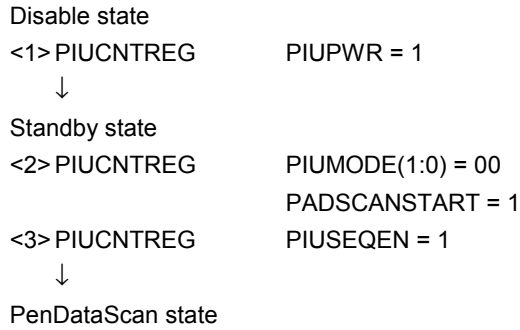 Disable state
<1> PIUCNTREG PIUPWR = 1
↓
Standby state
<2> PIUCNTREG PIUMODE(1:0) = 00
PADSCANSTART = 1
<3> PIUCNTREG PIUSEQEN = 1
↓
PenDataScan state